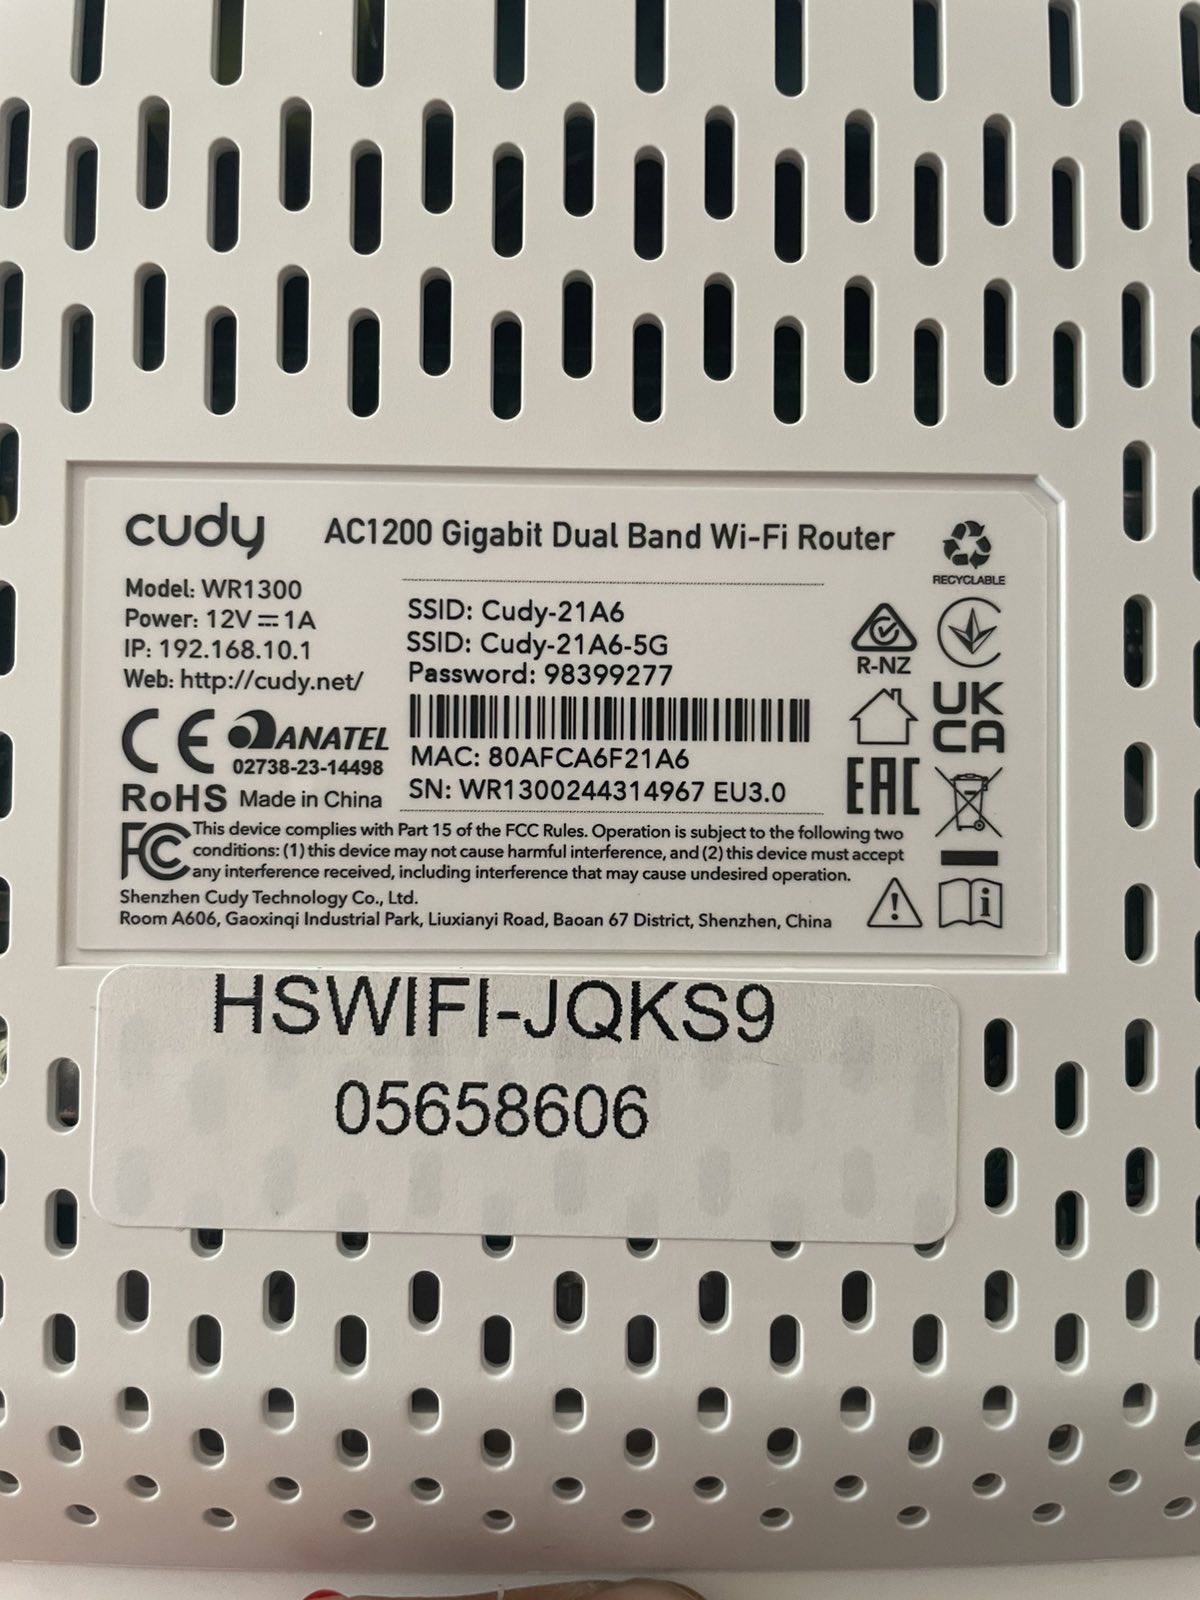 cudy AC1200 Gigabit Dual Band Wi-Fi Router
RECYCLABLE
Model: WR1300
Power: 12V⎓1A
IP: 192.168.10.1
Web: http://cudy.net/
SSID: Cudy-21A6
SSID: Cudy-21A6-5G
Password: 98399277
MAC: 80AFCA6F21A6
SN: WR1300244314967 EU3.0
R-NZ
UK
CA
EAC
CE ANATEL
02738-23-14498
RoHS Made in China
FC This device complies with Part 15 of the FCC Rules. Operation is subject to the following two
conditions: (1) this device may not cause harmful interference, and (2) this device must accept
any interference received, including interference that may cause undesired operation.
Shenzhen Cudy Technology Co., Ltd.
Room A606, Gaoxinqi Industrial Park, Liuxianyi Road, Baoan 67 District, Shenzhen, China
HSWIFI-JQKS9
05658606